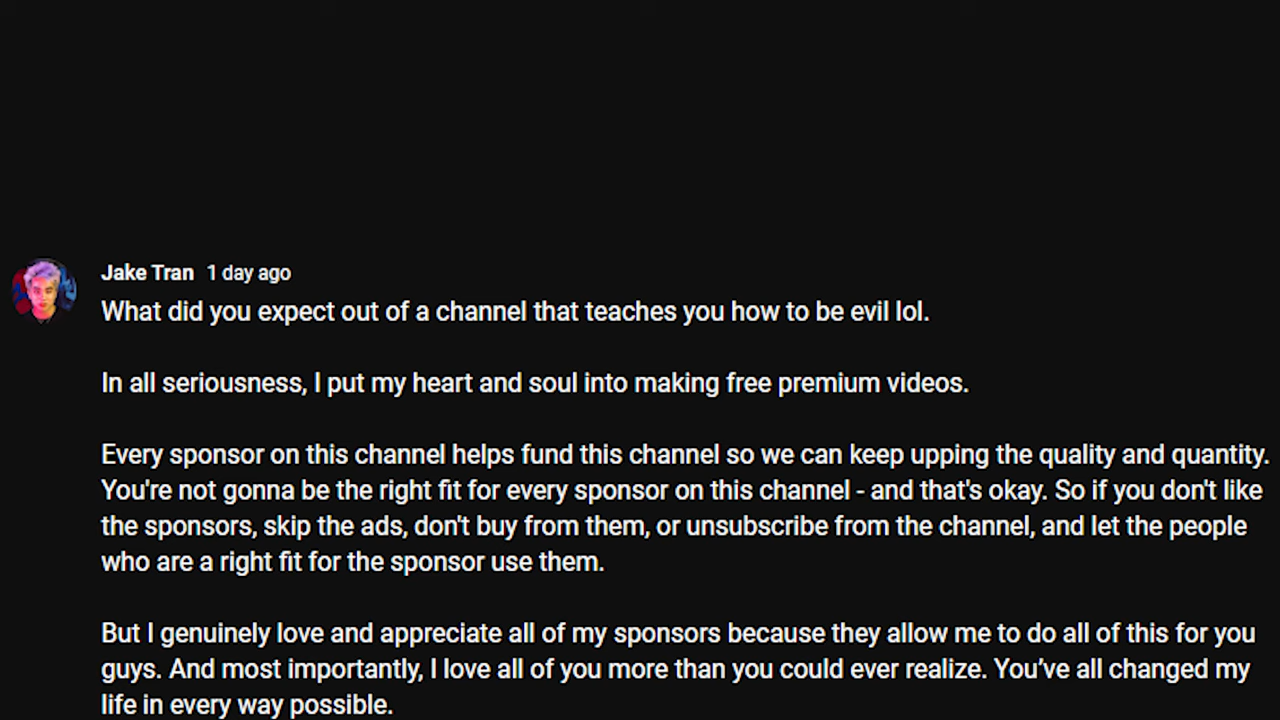 Jake Tran 1 day ago
What did you expect out of a channel that teaches you how to be evil lol.
In all seriousness, I put my heart and soul into making free premium videos.
Every sponsor on this channel helps fund this channel so we can keep upping the quality and quantity.
You're not gonna be the right fit for every sponsor on this channel - and that's okay. So if you don't like
the sponsors, skip the ads, don't buy from them, or unsubscribe from the channel, and let the people
who are a right fit for the sponsor use them.
But I genuinely love and appreciate all of my sponsors because they allow me to do all of this for you
guys. And most importantly, I love all of you more than you could ever realize. You’ve all changed my
life in every way possible.